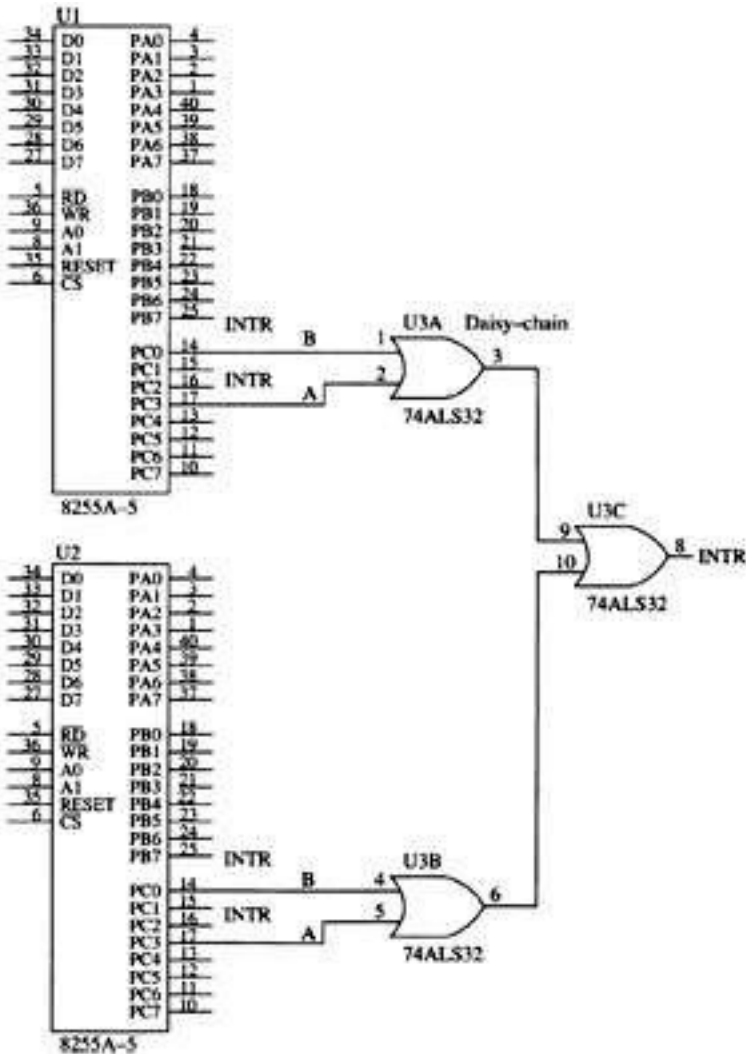 U1
34 D0 PA0 4
33 D1 PA1 3
32 D2 PA2 2
31 D3 PA3 1
30 D4 PA4 40
29 D5 PA5 39
28 D6 PA6 38
27 D7 PA7 37
5 RD PB0 18
36 WR PB1 19
9 A0 PB2 20
8 A1 PB3 21
35 RESET PB4 22
6 CS PB5 23
PB6 24
PB7 25 INTR
PC0 14 B 1 U3A Daisy-chain
PC1 15
PC2 16 INTR
PC3 17 A 2 3
PC4 13 74ALS32
PC5 12
PC6 11
PC7 10
8255A-5
U3C
9
10 8 INTR
74ALS32
U2
34 D0 PA0 4
33 D1 PA1 3
32 D2 PA2 2
31 D3 PA3 1
30 D4 PA4 40
29 D5 PA5 39
28 D6 PA6 38
27 D7 PA7 37
5 RD PB0 18
36 WR PB1 19
9 A0 PB2 20
8 A1 PB3 21
35 RESET PB4 22
6 CS PB5 23
PB6 24
PB7 25 INTR
PC0 14 B 4 U3B
PC1 15
PC2 16 INTR
PC3 17 A 5 6
PC4 13 74ALS32
PC5 12
PC6 11
PC7 10
8255A-5